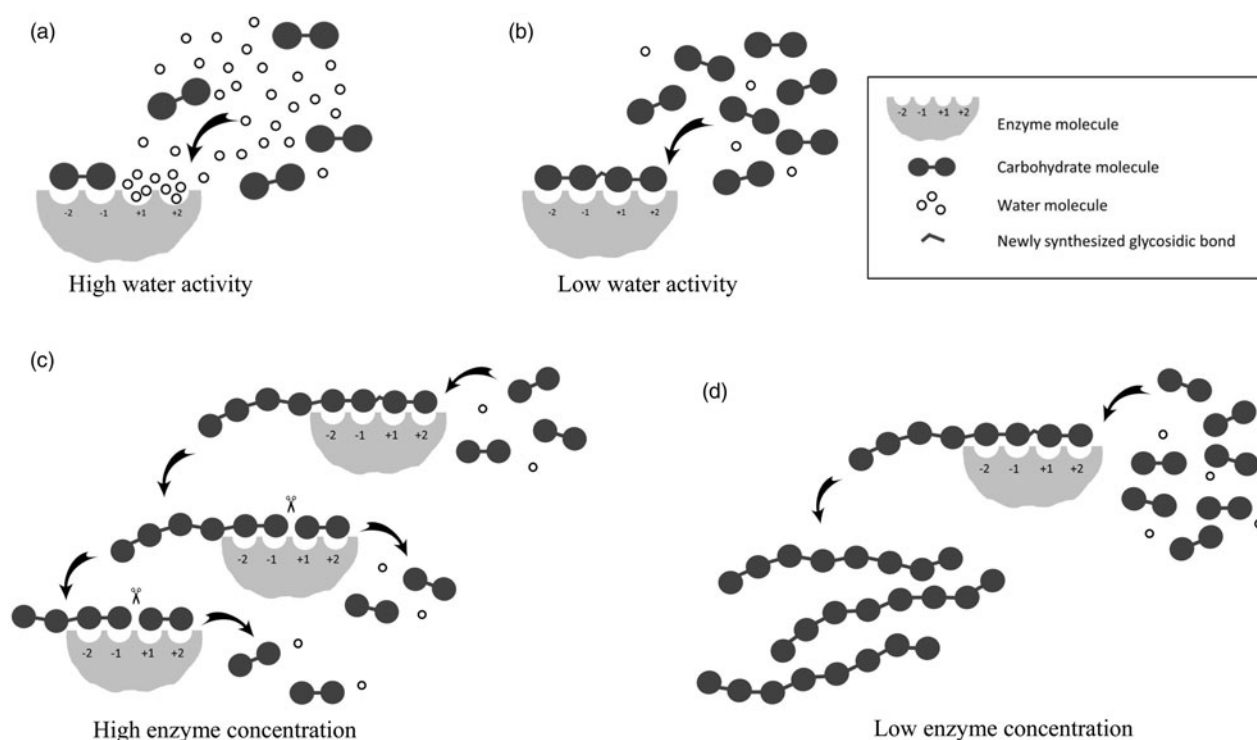 (a)
-2 -1 +1 +2
High water activity
(b)
-2 -1 +1 +2
Low water activity
-2 -1 +1 +2
Enzyme molecule
Carbohydrate molecule
Water molecule
Newly synthesized glycosidic bond
(c)
-2 -1 +1 +2
-2 -1 +1 +2
-2 -1 +1 +2
High enzyme concentration
(d)
-2 -1 +1 +2
Low enzyme concentration